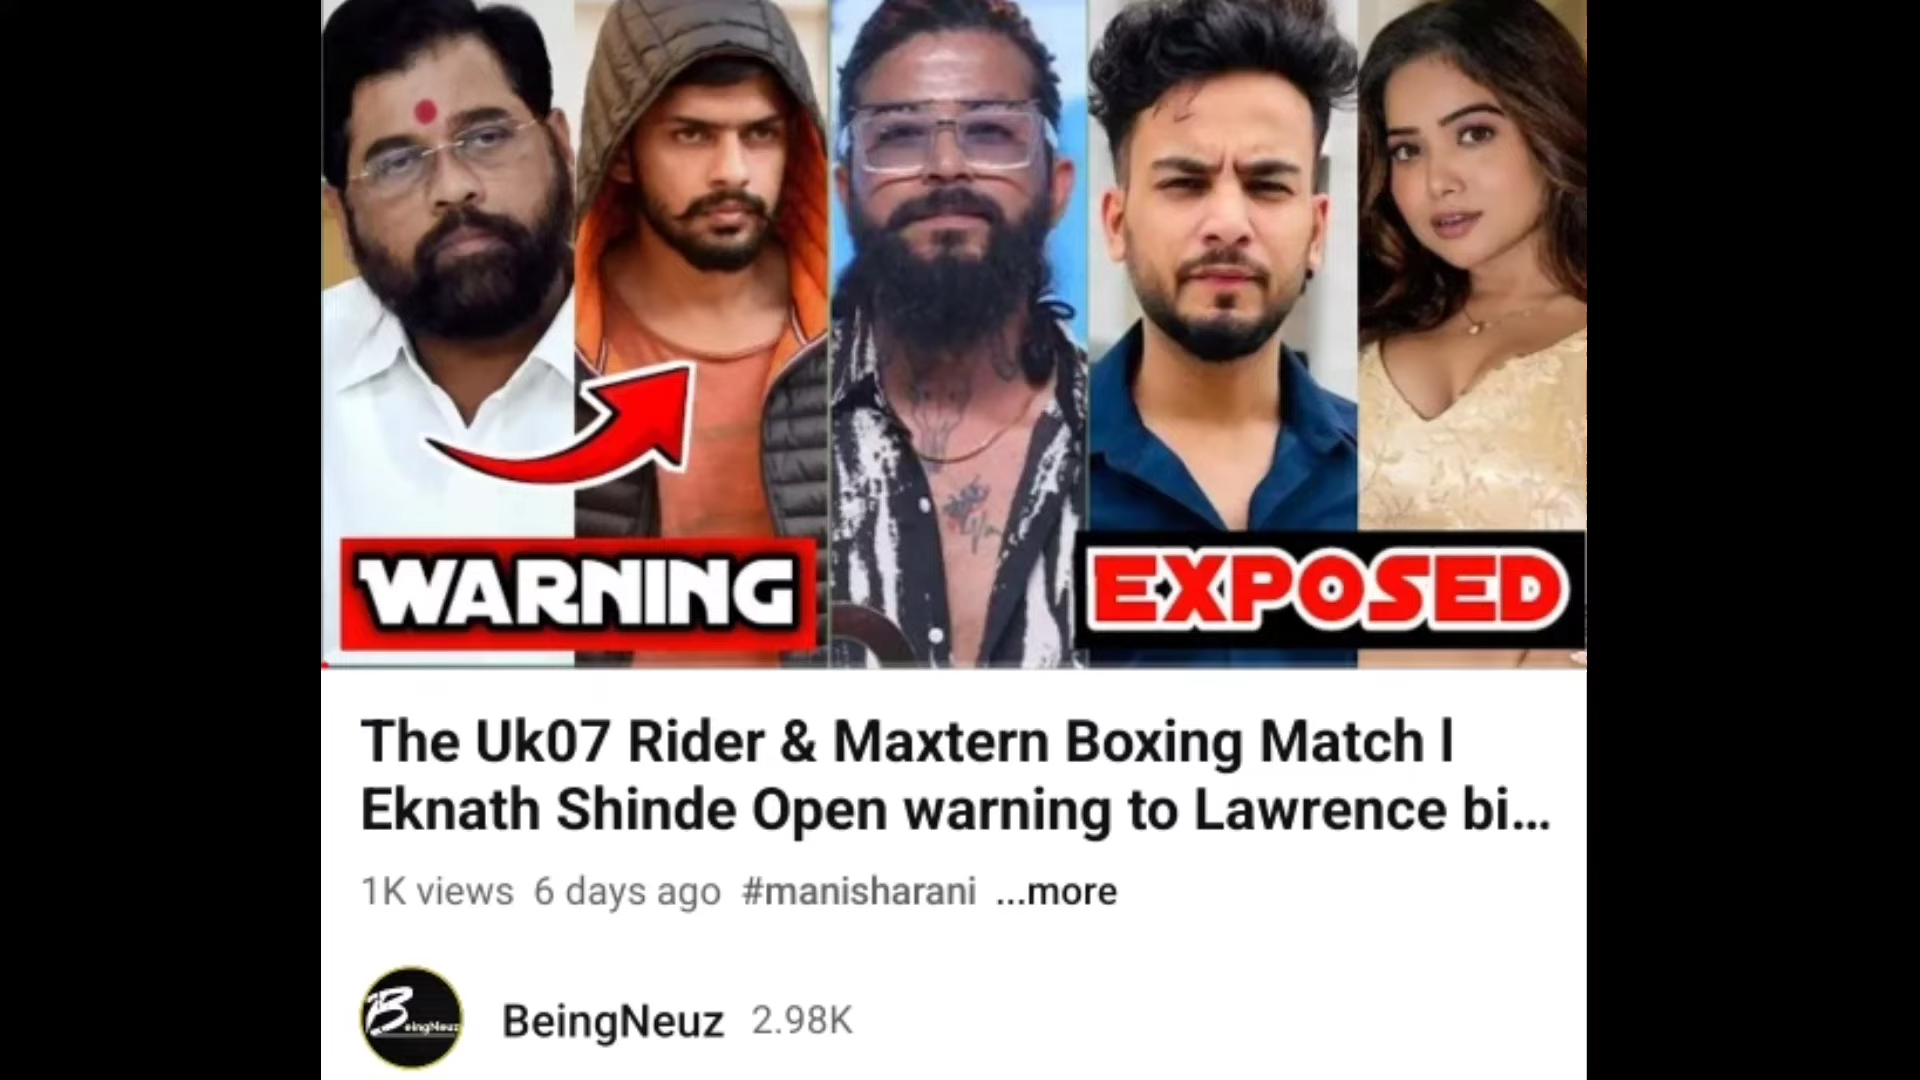 WARNING
EXPOSED
The Uk07 Rider & Maxtern Boxing Match l
Eknath Shinde Open warning to Lawrence bi...
1K views 6 days ago #manisharani ...more
BeingNeuz
BeingNeuz 2.98K